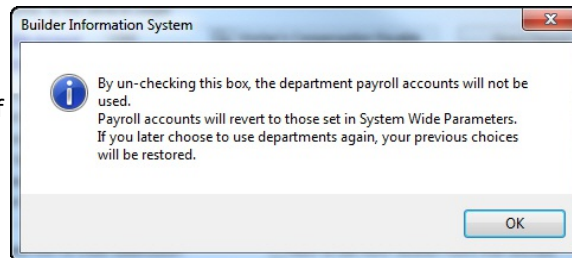 Builder Information System
By un-checking this box, the department payroll accounts will not be
used.
Payroll accounts will revert to those set in System Wide Parameters.
If you later choose to use departments again, your previous choices
will be restored.
OK